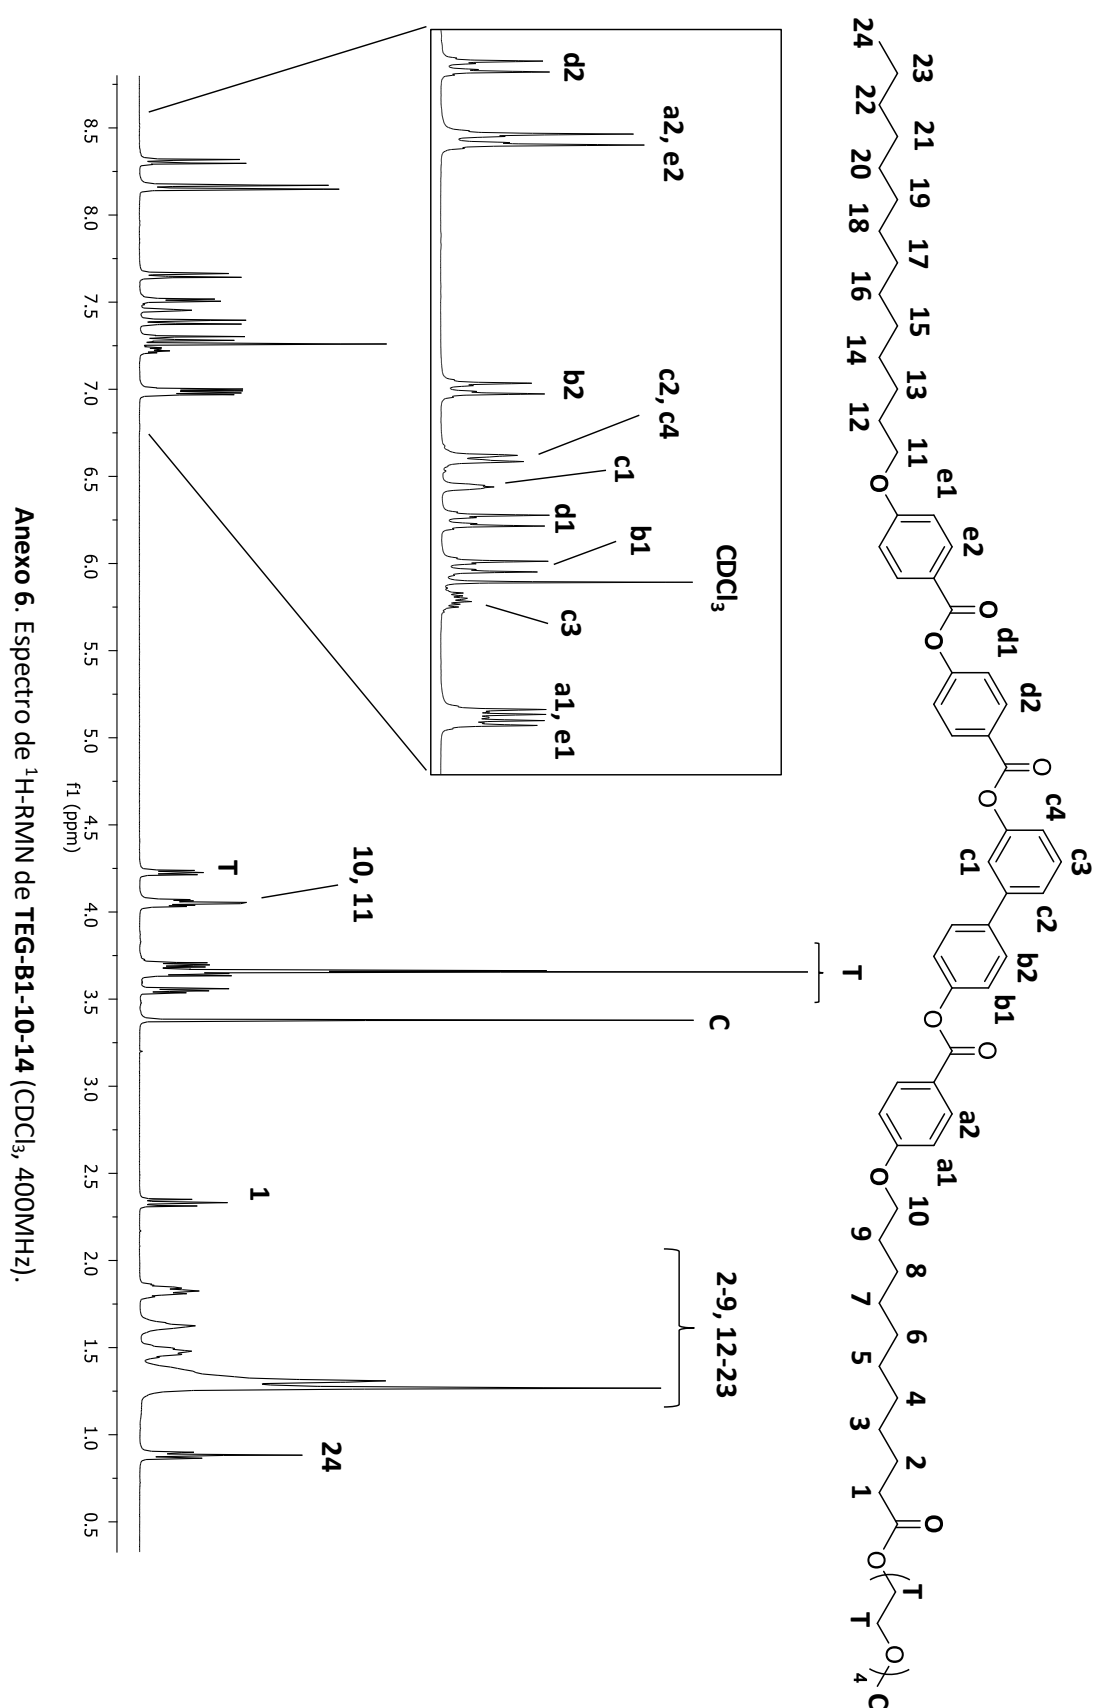 24 23 22 21 20 19 18 17 16 15 14 13 12 11
O
e1
e2
O
O
d1
d2
O
O
c4
c3
c1
c2
b2
b1
O
O
a2
a1
O
10 9 8 7 6 5 4 3 2 1
O
O
T
T
O
4
C
d2
a2, e2
b2
c2, c4
c1
d1
b1
CDCl₃
c3
a1, e1
T
10, 11
T
C
1
2-9, 12-23
24
8.5 8.0 7.5 7.0 6.5 6.0 5.5 5.0 4.5 4.0 3.5 3.0 2.5 2.0 1.5 1.0 0.5
f1 (ppm)
Anexo 6. Espectro de ¹H-RMN de TEG-B1-10-14 (CDCl₃, 400MHz).